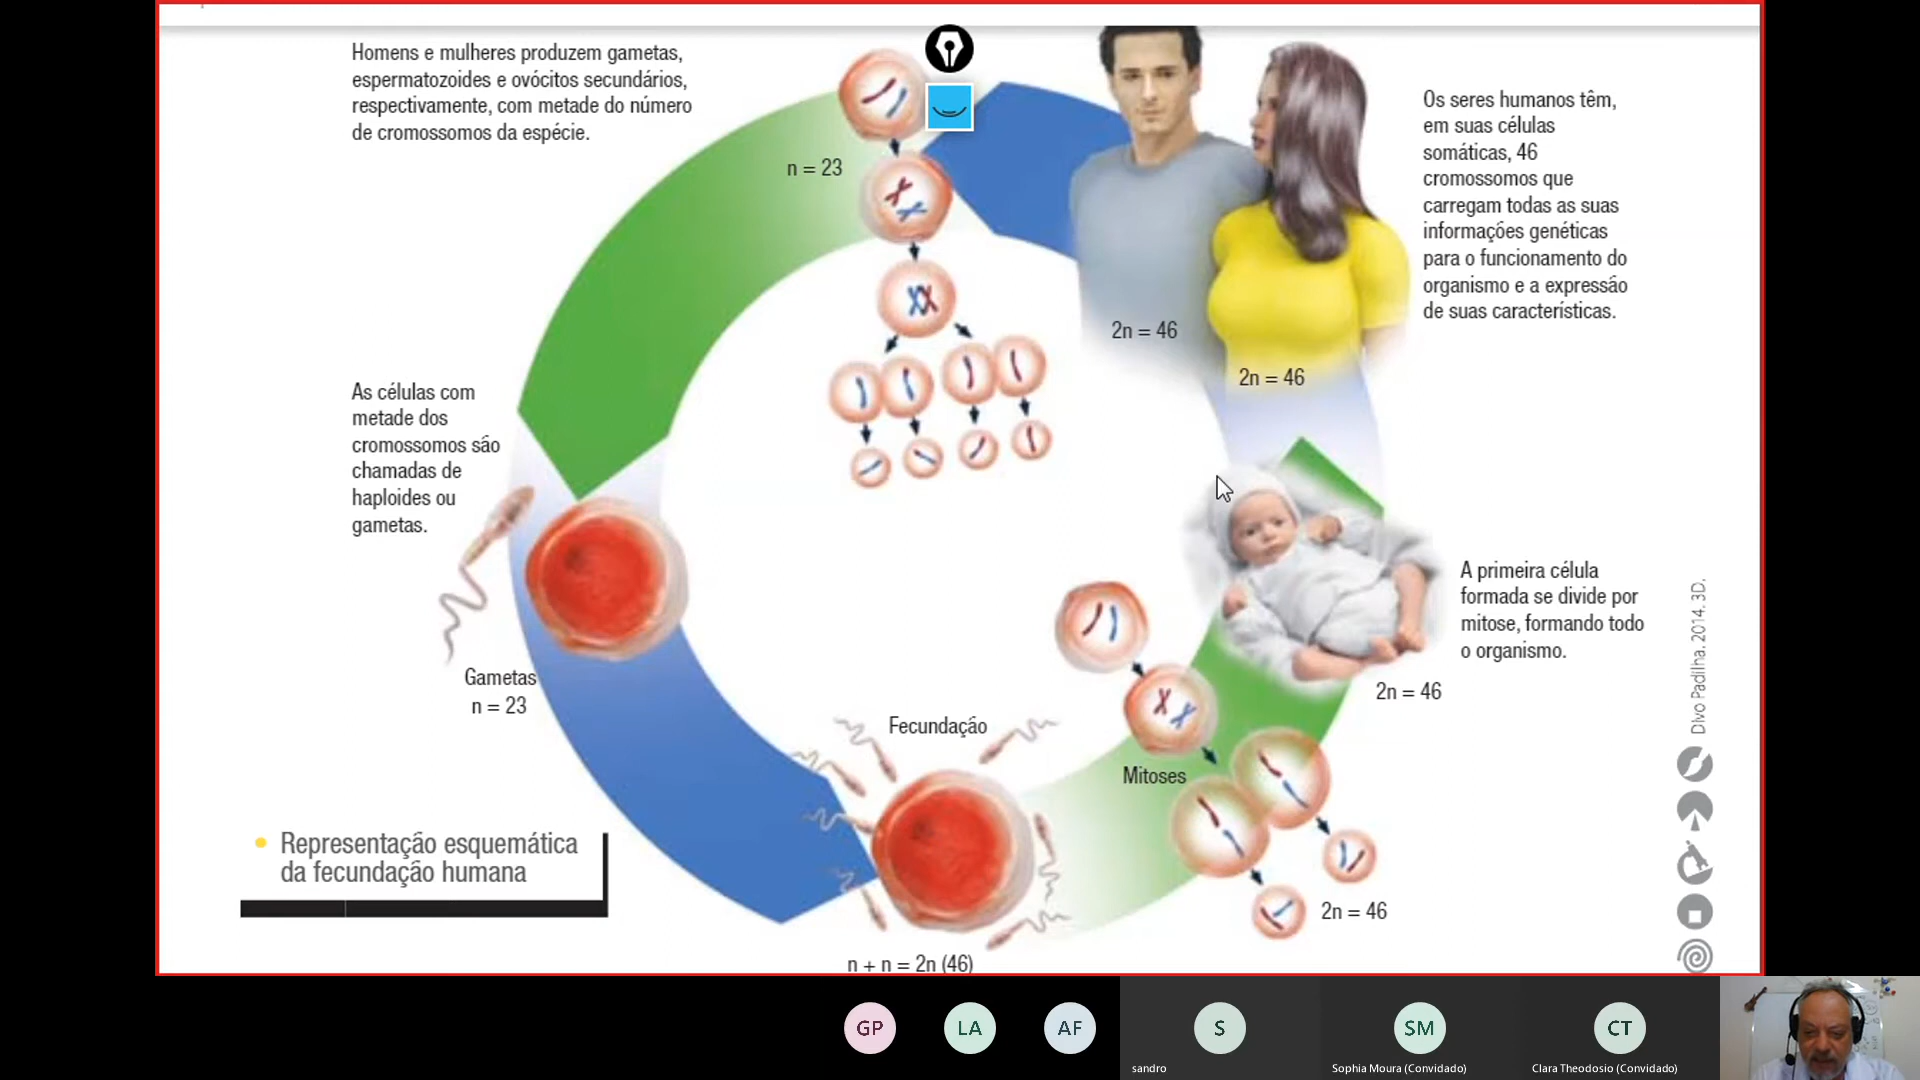 Homens e mulheres produzem gametas,
espermatozoides e ovócitos secundários,
respectivamente, com metade do número
de cromossomos da espécie.
n = 23
Os seres humanos têm,
em suas células
somáticas, 46
cromossomos que
carregam todas as suas
informações genéticas
para o funcionamento do
organismo e a expressão
de suas características.
2n = 46
2n = 46
As células com
metade dos
cromossomos são
chamadas de
haploides ou
gametas.
Gametas
n = 23
A primeira célula
formada se divide por
mitose, formando todo
o organismo.
2n = 46
Divo Padilha. 2014. 3D.
Fecundação
Mitoses
2n = 46
n + n = 2n (46)
Representação esquemática
da fecundação humana
GP
LA
AF
S
SM
CT
sandro
Sophia Moura (Convidado)
Clara Theodosio (Convidado)